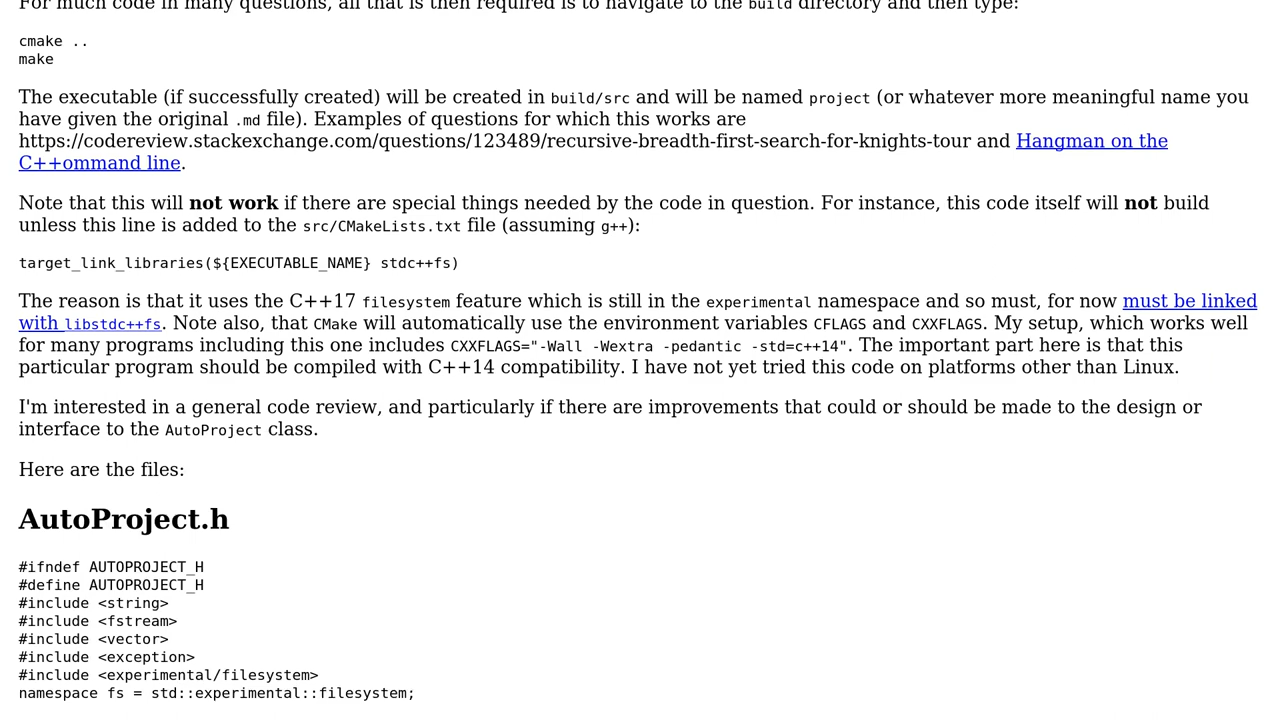 For much code in many questions, all that is then required is to navigate to the build directory and then type:
cmake ..
make
The executable (if successfully created) will be created in build/src and will be named project (or whatever more meaningful name you
have given the original .md file). Examples of questions for which this works are
https://codereview.stackexchange.com/questions/123489/recursive-breadth-first-search-for-knights-tour and Hangman on the
C++ommand line.
Note that this will not work if there are special things needed by the code in question. For instance, this code itself will not build
unless this line is added to the src/CMakeLists.txt file (assuming g++):
target_link_libraries(${EXECUTABLE_NAME} stdc++fs)
The reason is that it uses the C++17 filesystem feature which is still in the experimental namespace and so must, for now must be linked
with libstdc++fs. Note also, that CMake will automatically use the environment variables CFLAGS and CXXFLAGS. My setup, which works well
for many programs including this one includes CXXFLAGS="-Wall -Wextra -pedantic -std=c++14". The important part here is that this
particular program should be compiled with C++14 compatibility. I have not yet tried this code on platforms other than Linux.
I'm interested in a general code review, and particularly if there are improvements that could or should be made to the design or
interface to the AutoProject class.
Here are the files:
AutoProject.h
#ifndef AUTOPROJECT_H
#define AUTOPROJECT_H
#include <string>
#include <fstream>
#include <vector>
#include <exception>
#include <experimental/filesystem>
namespace fs = std::experimental::filesystem;